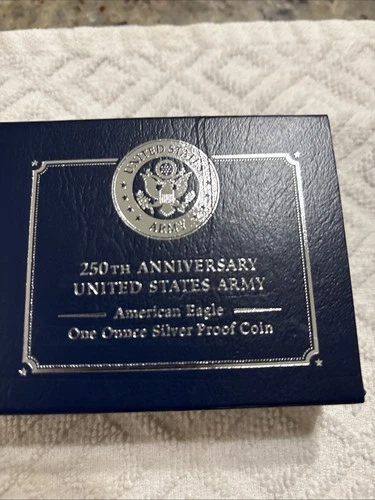 UNITED STATES
ARMY
250TH ANNIVERSARY
UNITED STATES ARMY
American Eagle
One Ounce Silver Proof Coin